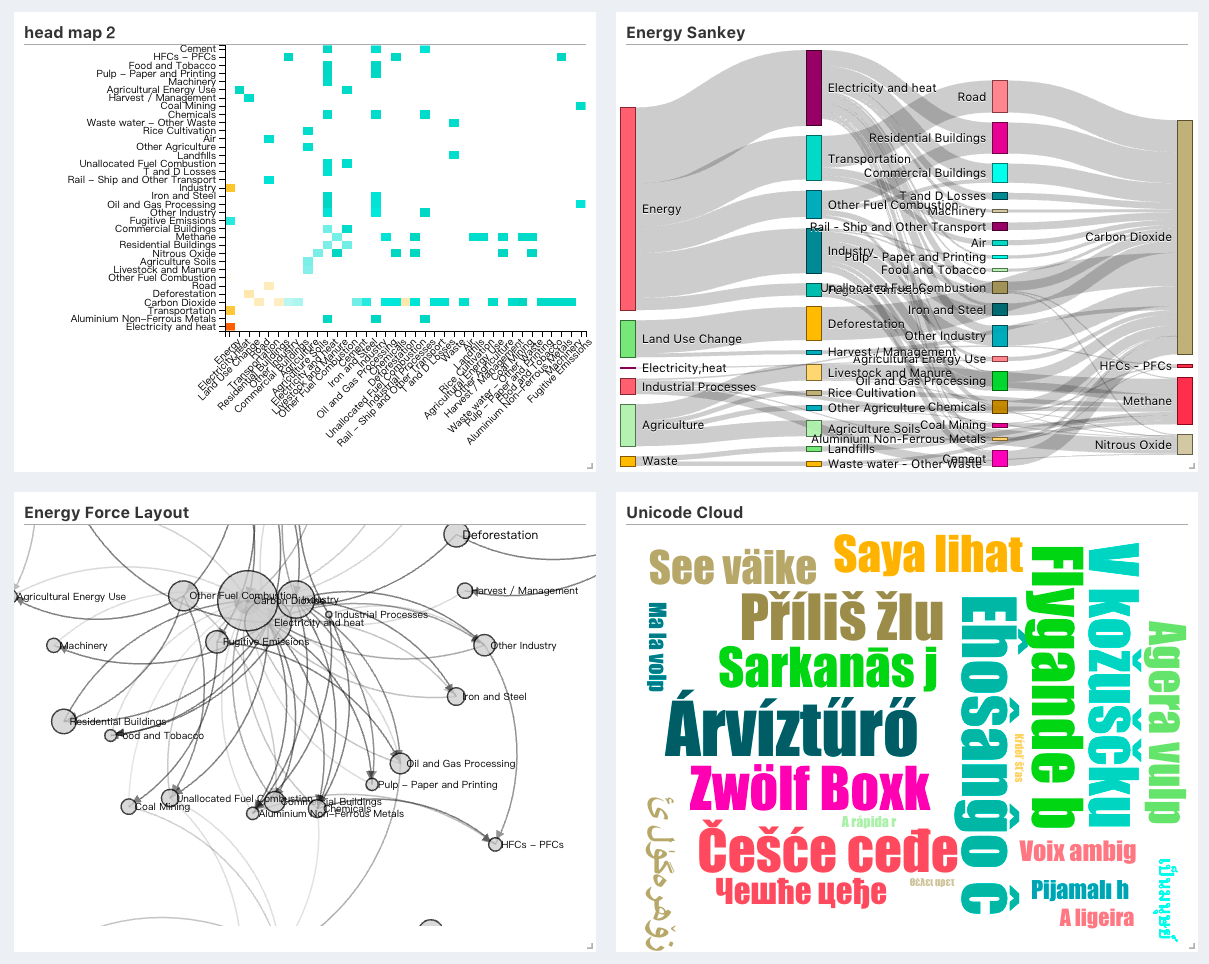 head map 2
Cement
HFCs - PFCs
Food and Tobacco
Pulp - Paper and Printing
Machinery
Agricultural Energy Use
Harvest / Management
Coal Mining
Chemicals
Waste water - Other Waste
Rice Cultivation
Air
Other Agriculture
Landfills
Unallocated Fuel Combustion
T and D Losses
Rail - Ship and Other Transport
Industry
Iron and Steel
Oil and Gas Processing
Other Industry
Fugitive Emissions
Commercial Buildings
Methane
Residential Buildings
Nitrous Oxide
Agriculture Soils
Livestock and Manure
Other Fuel Combustion
Road
Deforestation
Carbon Dioxide
Transportation
Aluminium Non-Ferrous Metals
Electricity and heat
Energy
Energy Sankey
Energy
Land Use Change
Electricity,heat
Industrial Processes
Agriculture
Waste
Electricity and heat
Transportation
Other Fuel Combustion
Industry
Fugitive Emissions
Deforestation
Harvest / Management
Livestock and Manure
Rice Cultivation
Other Agriculture
Agriculture Soils
Landfills
Waste water - Other Waste
Road
Residential Buildings
Commercial Buildings
T and D Losses
Machinery
Rail - Ship and Other Transport
Air
Pulp - Paper and Printing
Food and Tobacco
Unallocated Fuel Combustion
Iron and Steel
Other Industry
Agricultural Energy Use
Oil and Gas Processing
Chemicals
Coal Mining
Aluminium Non-Ferrous Metals
Cement
Carbon Dioxide
HFCs - PFCs
Methane
Nitrous Oxide
Energy Force Layout
Deforestation
Agricultural Energy Use
Other Fuel Combustion
Carbon Dioxide
Industry
Harvest / Management
Industrial Processes
Electricity and heat
Fugitive Emissions
Machinery
Other Industry
Iron and Steel
Residential Buildings
Food and Tobacco
Oil and Gas Processing
Pulp - Paper and Printing
Unallocated Fuel Combustion
Commercial Buildings
Coal Mining
Chemicals
Aluminium Non-Ferrous Metals
HFCs - PFCs
Unicode Cloud
See väike
Saya lihat
Flygande b
V kožuščku
Příliš žlu
Ma la volp
Eĥoŝanĝo ĉ
Agera vulp
Sarkanās j
Árvíztűrő
Zwölf Boxk
A rápida r
Češće ceđe
Voix ambig
Чешће цеђе
Pijamalı h
A ligeira